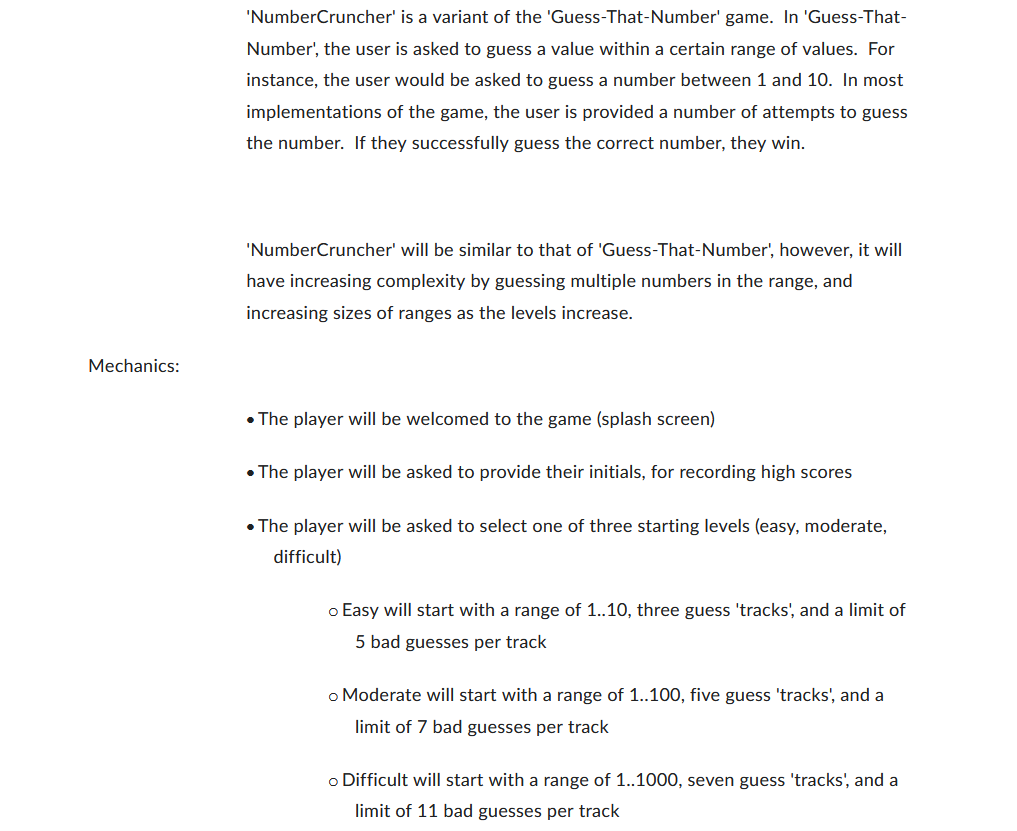 'NumberCruncher' is a variant of the 'Guess-That-Number' game.  In 'Guess-That-
Number', the user is asked to guess a value within a certain range of values.  For
instance, the user would be asked to guess a number between 1 and 10.  In most
implementations of the game, the user is provided a number of attempts to guess
the number.  If they successfully guess the correct number, they win.
'NumberCruncher' will be similar to that of 'Guess-That-Number', however, it will
have increasing complexity by guessing multiple numbers in the range, and
increasing sizes of ranges as the levels increase.
Mechanics:
• The player will be welcomed to the game (splash screen)
• The player will be asked to provide their initials, for recording high scores
• The player will be asked to select one of three starting levels (easy, moderate,
difficult)
o Easy will start with a range of 1..10, three guess 'tracks', and a limit of
5 bad guesses per track
o Moderate will start with a range of 1..100, five guess 'tracks', and a
limit of 7 bad guesses per track
o Difficult will start with a range of 1..1000, seven guess 'tracks', and a
limit of 11 bad guesses per track